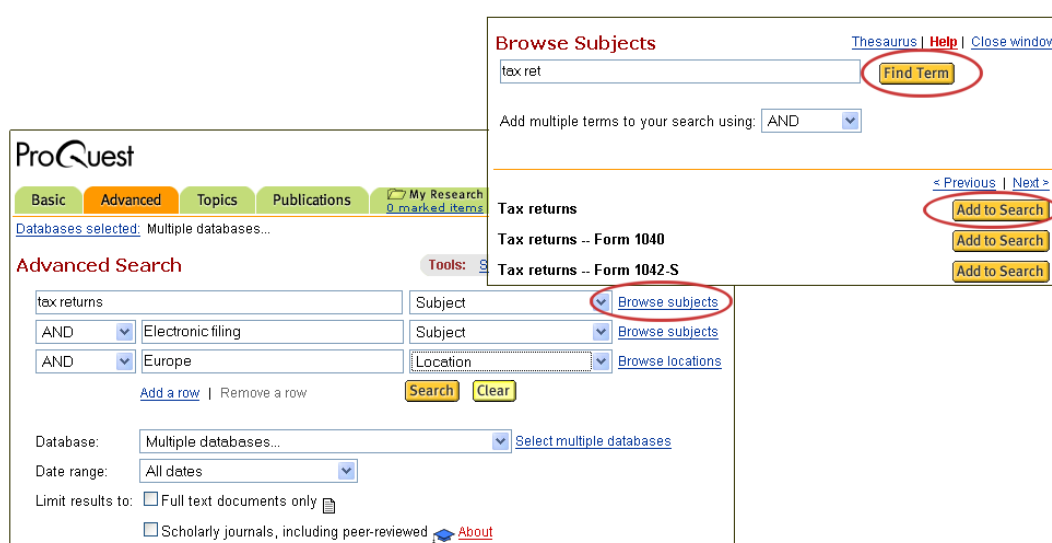 Browse Subjects
Thesaurus | Help | Close window
tax ret
Find Term
Add multiple terms to your search using: AND
< Previous | Next >
Tax returns Add to Search
Tax returns -- Form 1040 Add to Search
Tax returns -- Form 1042-S Add to Search
ProQuest
Basic Advanced Topics Publications My Research
0 marked items
Databases selected: Multiple databases...
Advanced Search Tools: S
tax returns Subject Browse subjects
AND Electronic filing Subject Browse subjects
AND Europe Location Browse locations
Add a row | Remove a row Search Clear
Database: Multiple databases... Select multiple databases
Date range: All dates
Limit results to: Full text documents only
Scholarly journals, including peer-reviewed About